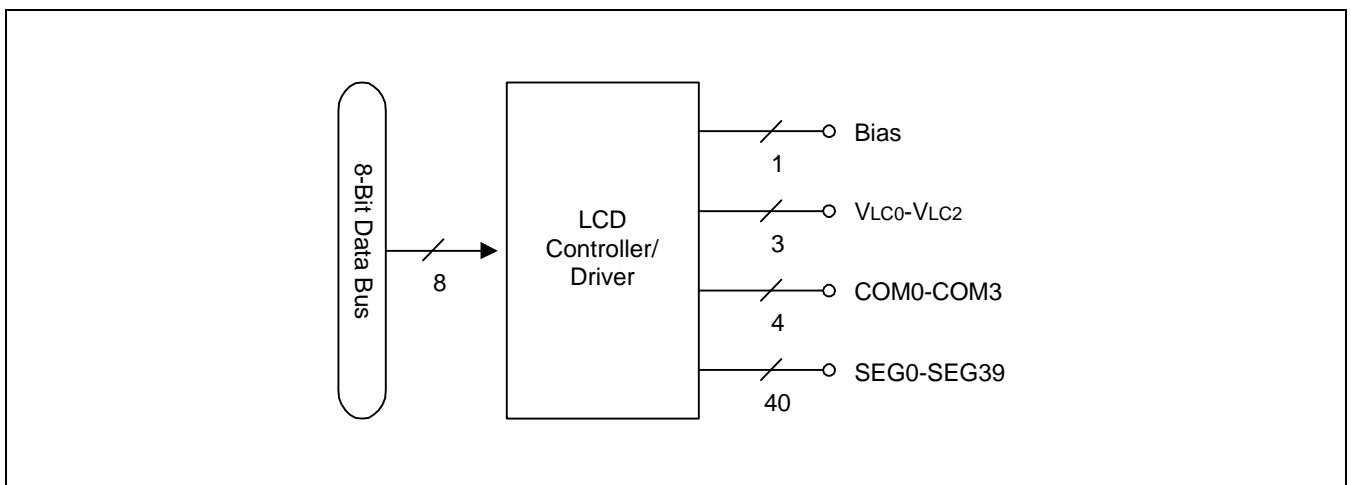 8-Bit Data Bus
8
LCD
Controller/
Driver
Bias
1
VLC0-VLC2
3
COM0-COM3
4
SEG0-SEG39
40